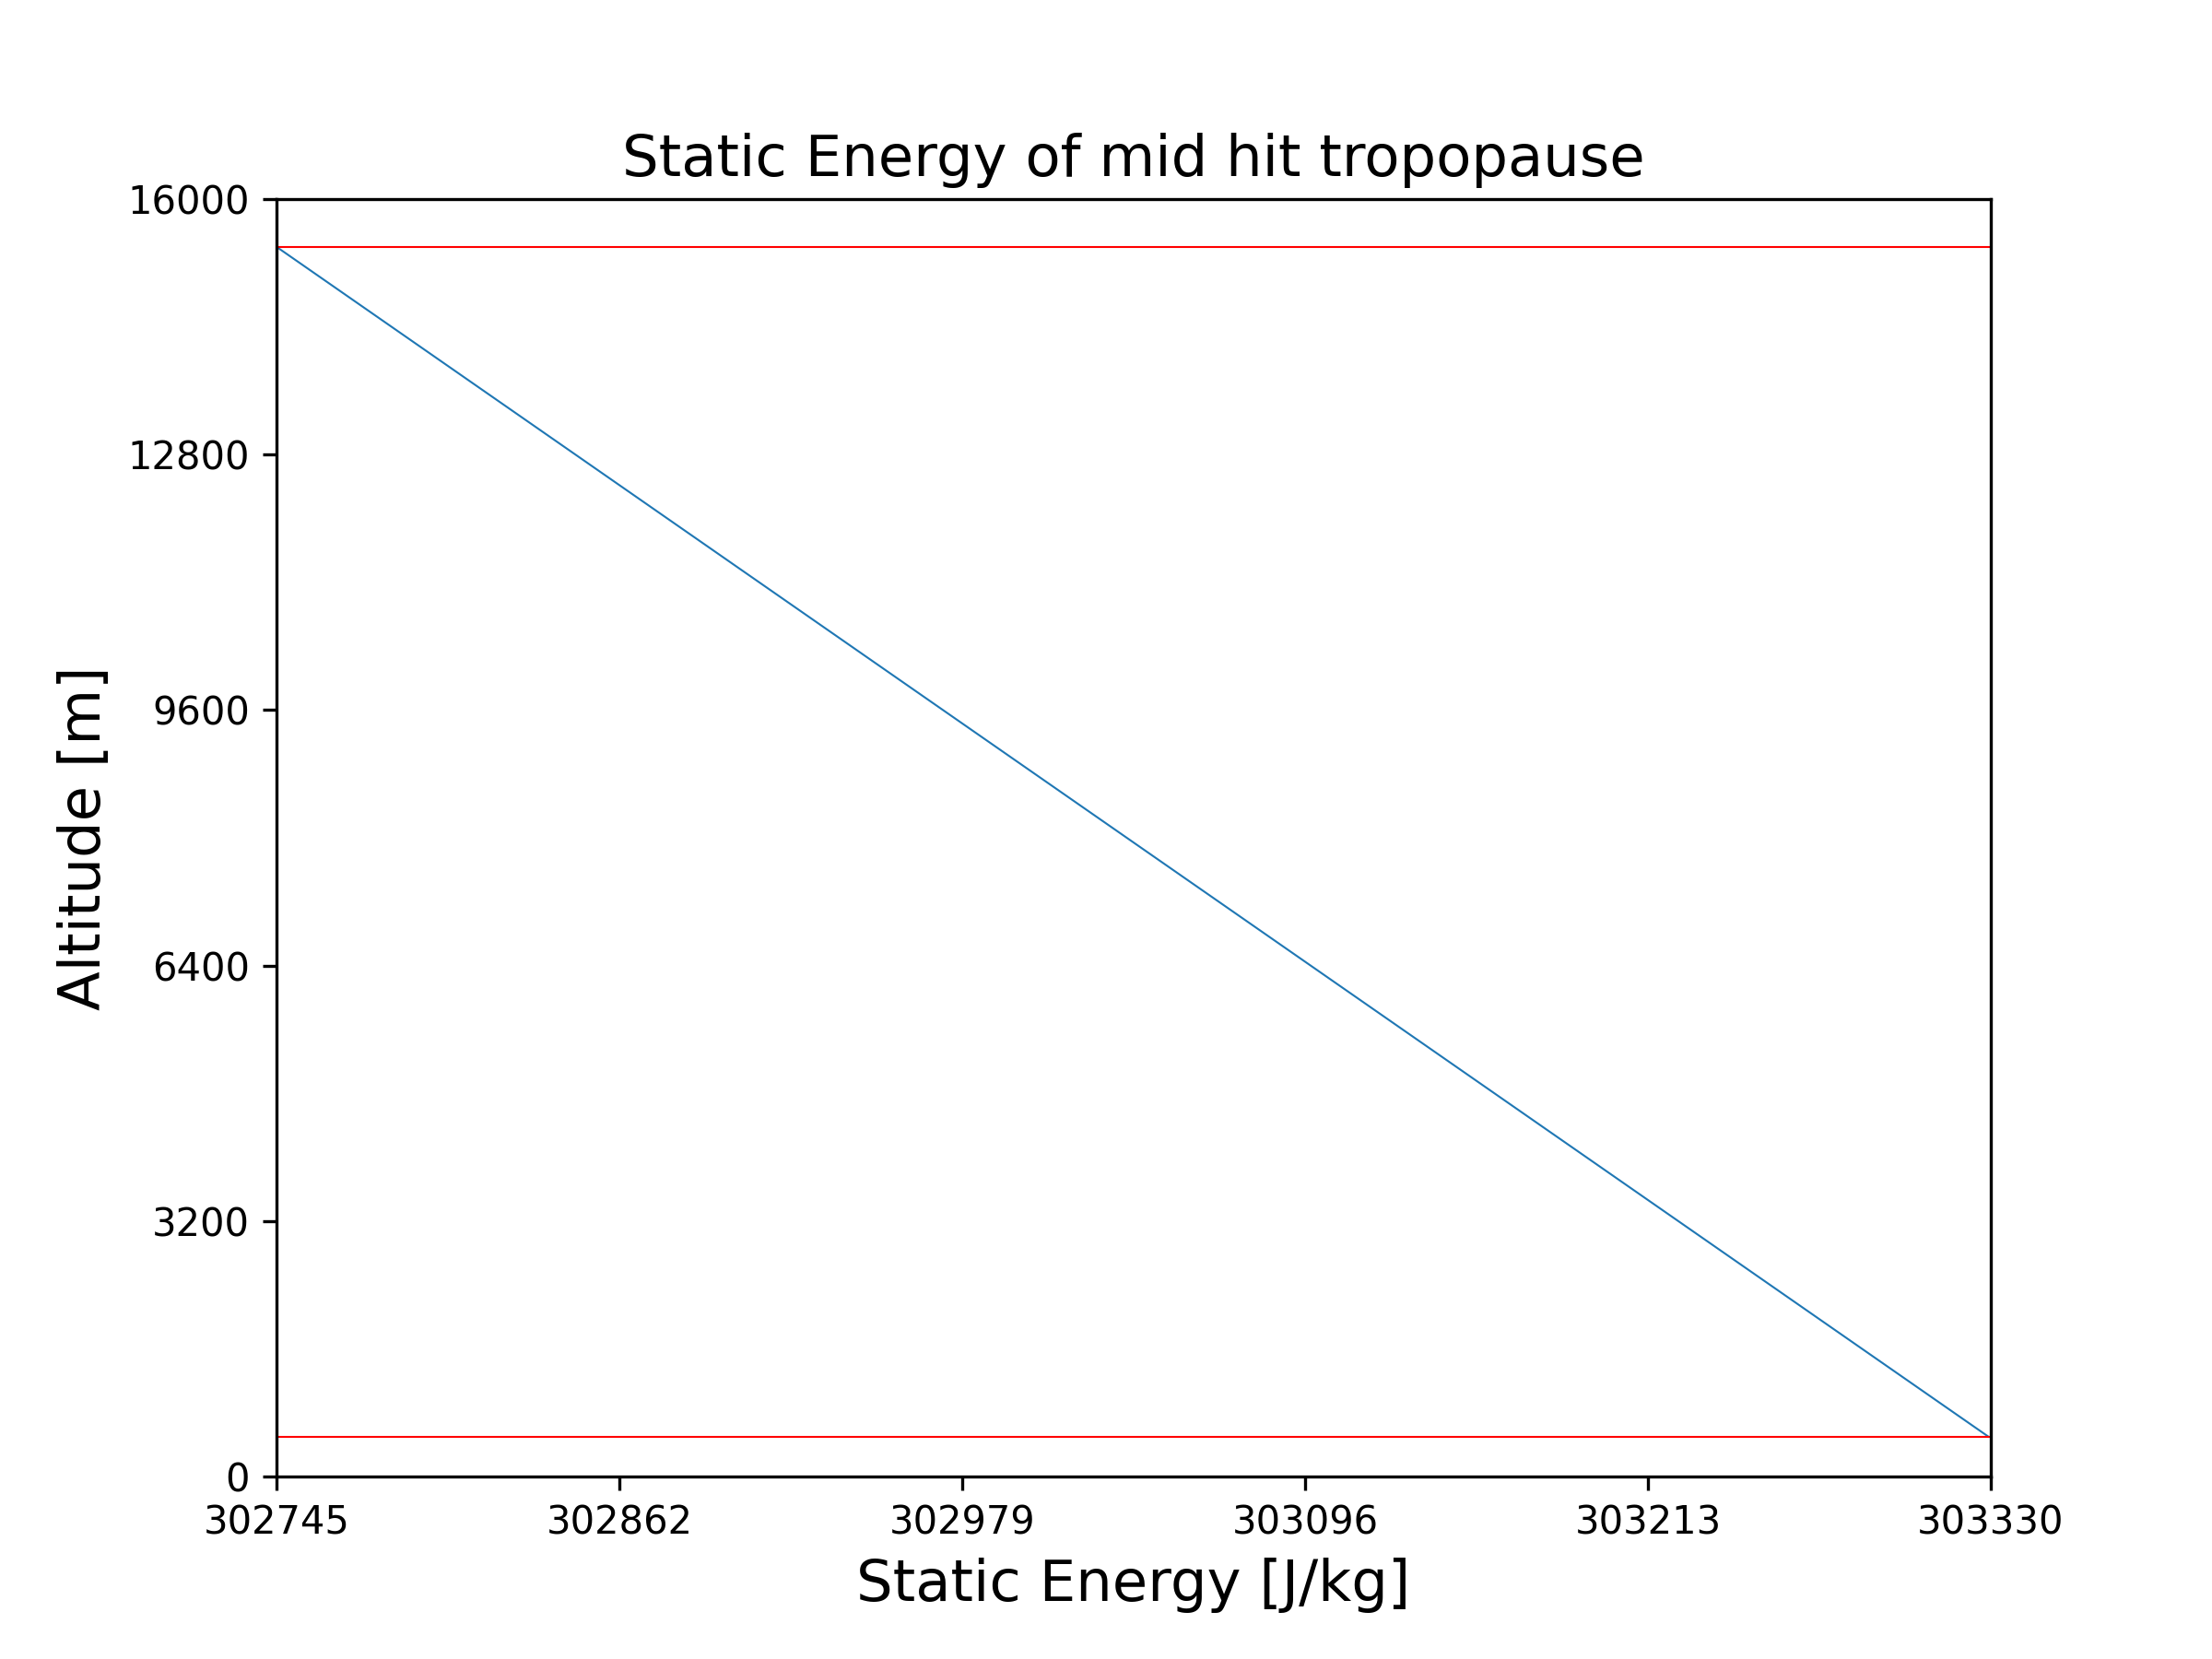 Static Energy of mid hit tropopause
16000
12800
9600
6400
3200
0
Altitude [m]
302745 302862 302979 303096 303213 303330
Static Energy [J/kg]